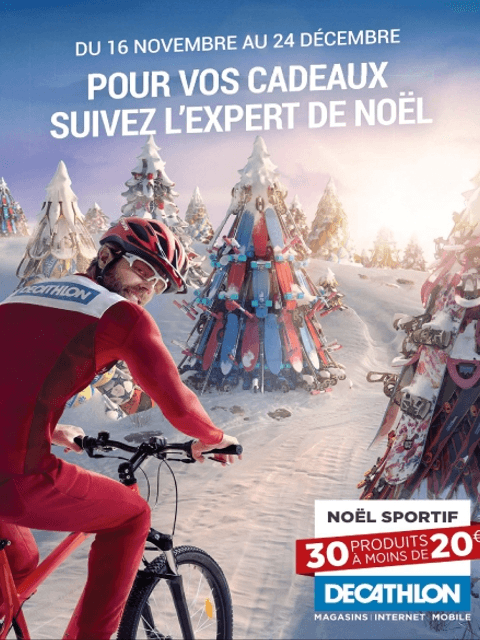 DU 16 NOVEMBRE AU 24 DÉCEMBRE
POUR VOS CADEAUX
SUIVEZ L'EXPERT DE NOËL
DECATHLON
NOËL SPORTIF
30 PRODUITS À MOINS DE 20€
DECATHLON
MAGASINS | INTERNET | MOBILE